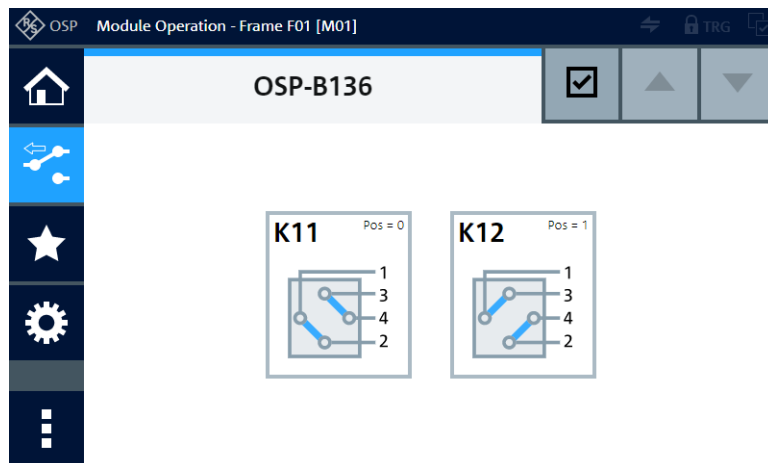 R&S OSP Module Operation - Frame F01 [M01] TRG
OSP-B136
K11 Pos = 0
1
3
4
2
K12 Pos = 1
1
3
4
2